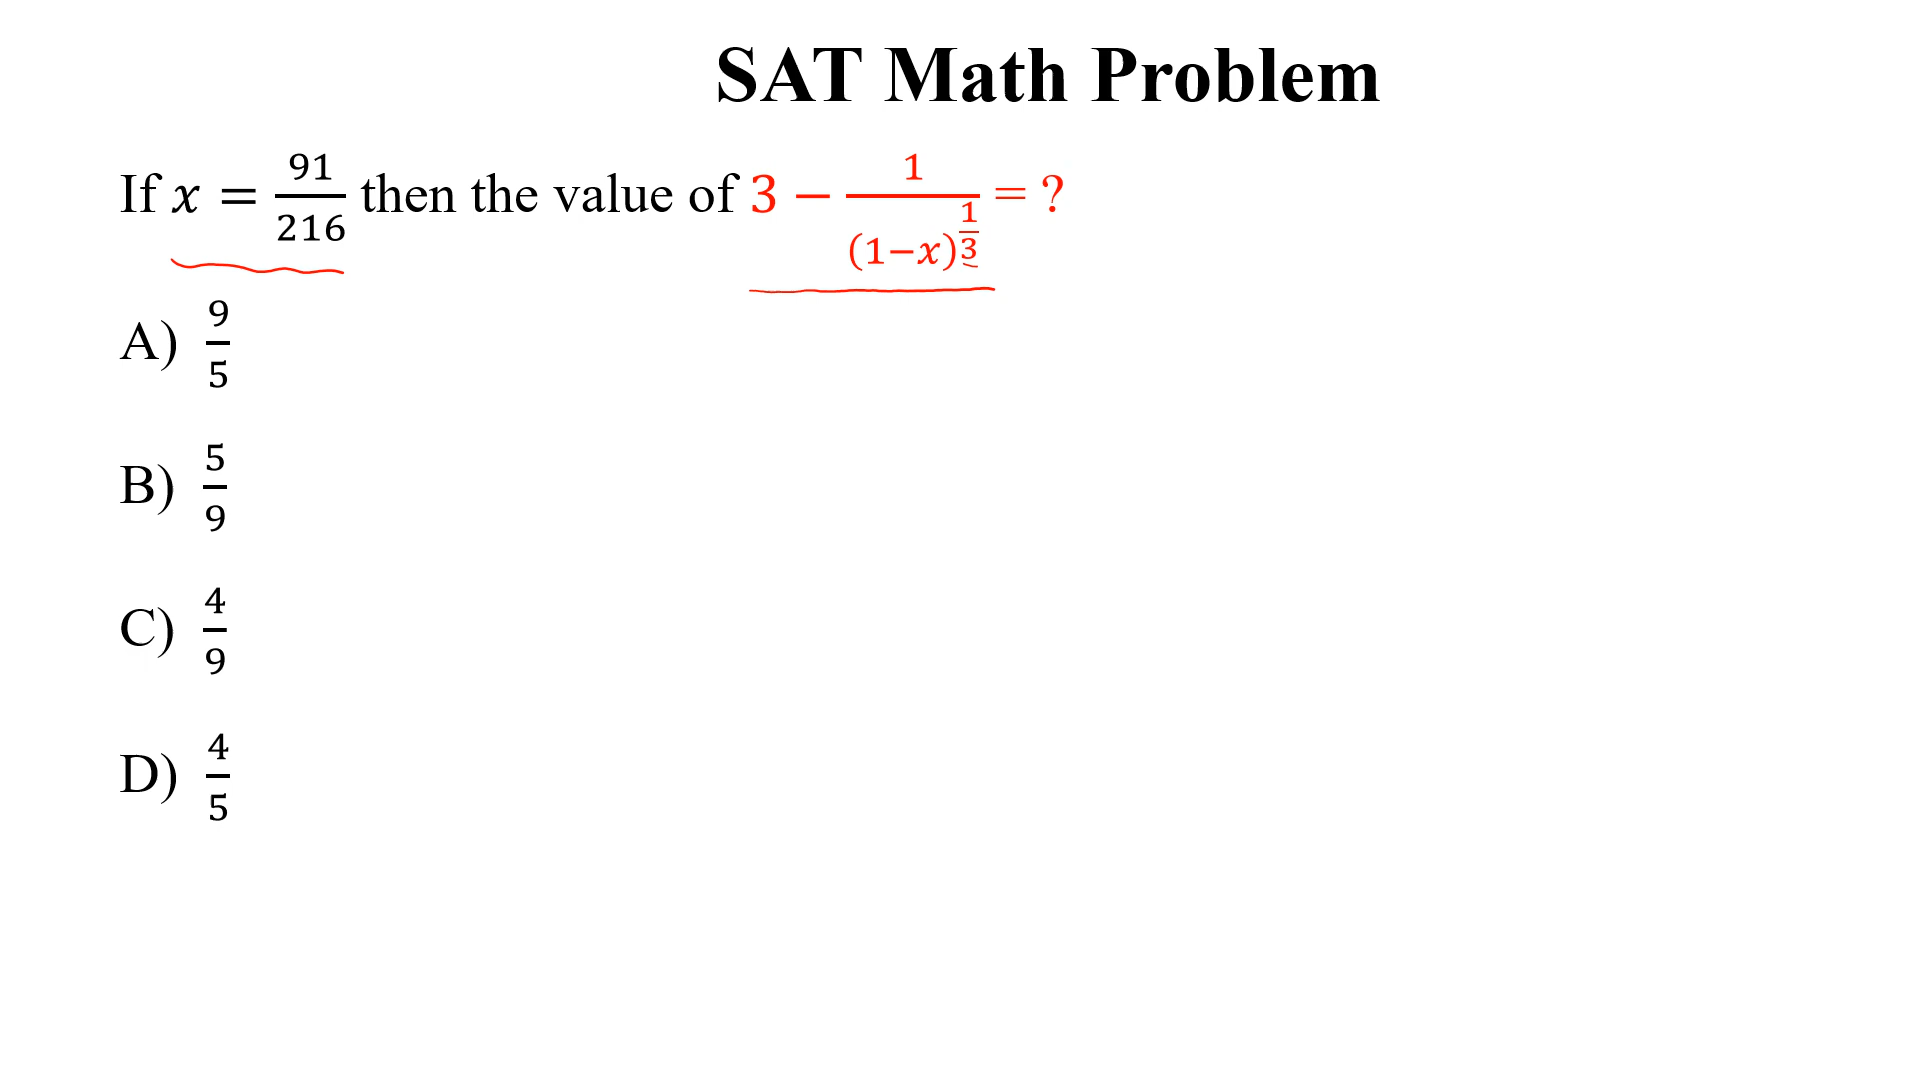 SAT Math Problem
If x = 91/216 then the value of 3 − 1/(1−x)^(1/3) = ?
A) 9/5
B) 5/9
C) 4/9
D) 4/5